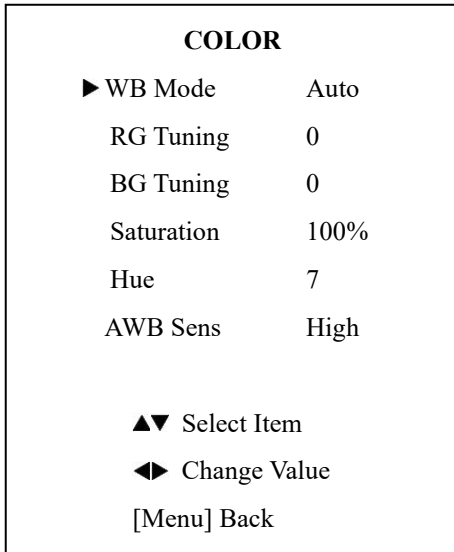 COLOR
▶ WB Mode Auto
RG Tuning 0
BG Tuning 0
Saturation 100%
Hue 7
AWB Sens High
▲▼ Select Item
◀▶ Change Value
[Menu] Back